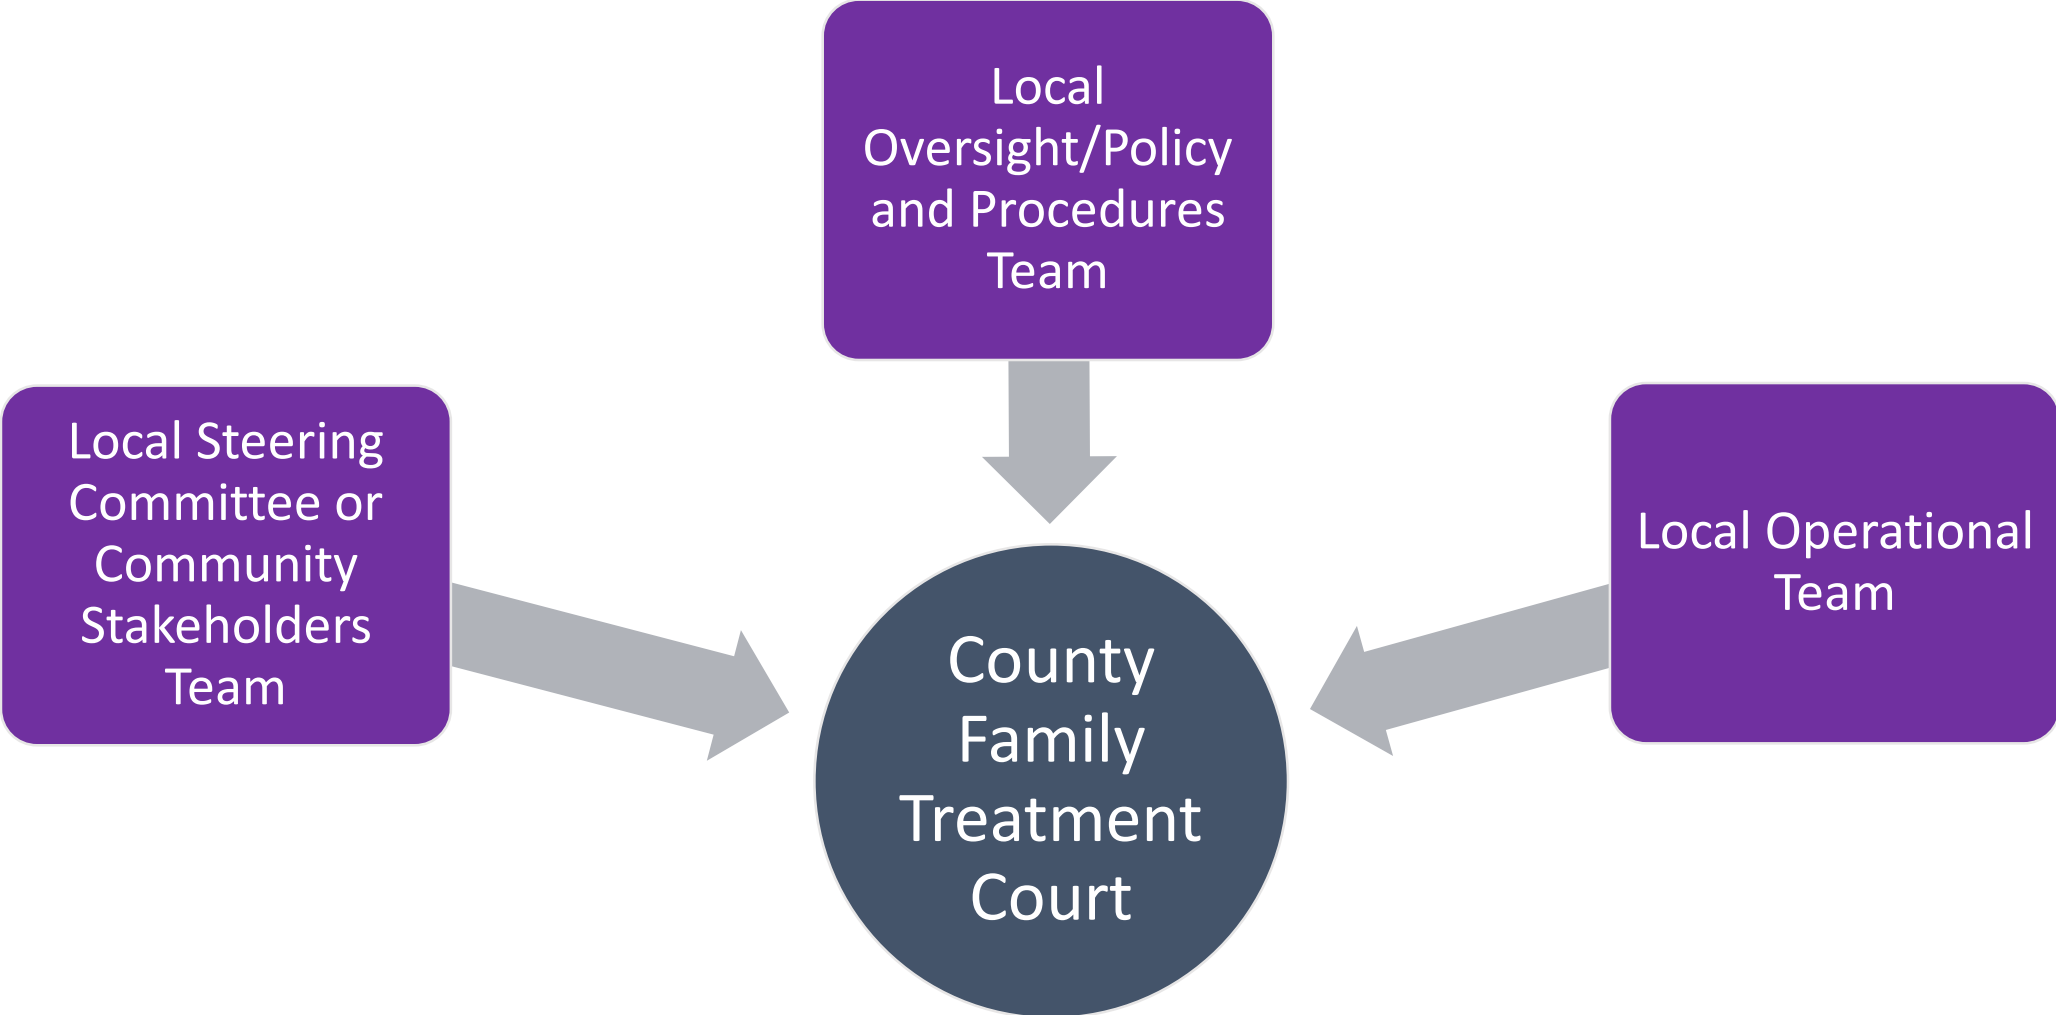 Local
Oversight/Policy
and Procedures
Team
Local Steering
Committee or
Community
Stakeholders
Team
Local Operational
Team
County
Family
Treatment
Court